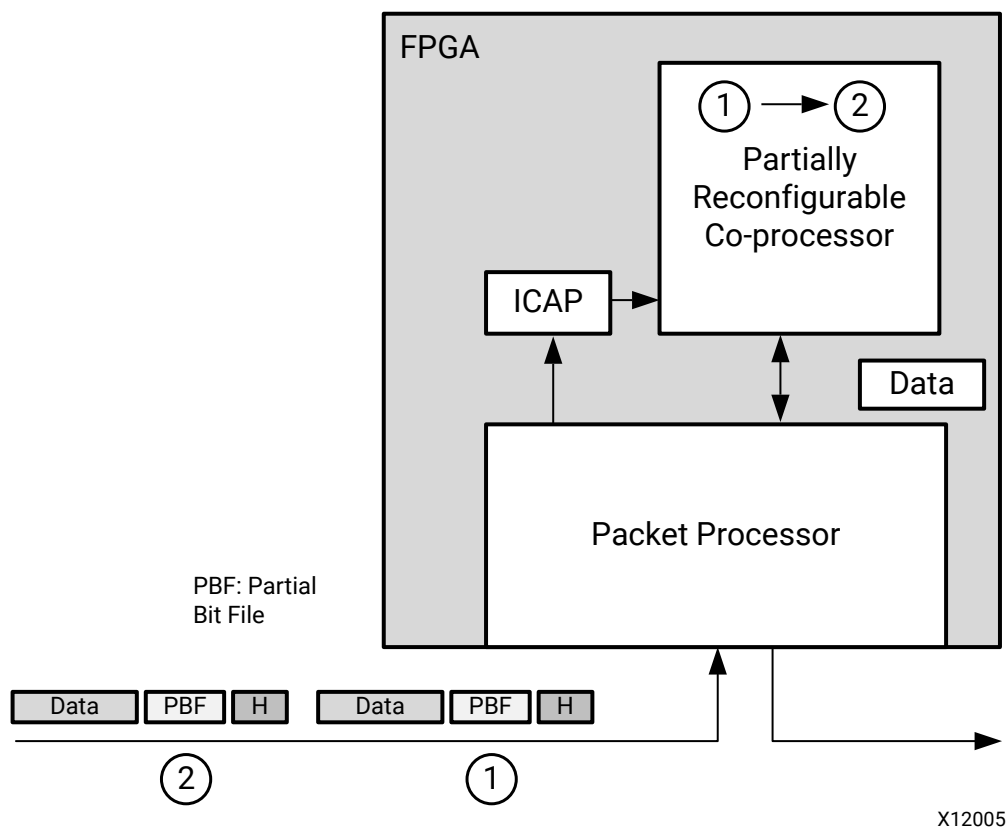 FPGA
1
2
Partially
Reconfigurable
Co-processor
ICAP
Data
Packet Processor
PBF: Partial
Bit File
Data PBF H Data PBF H
2
1
X12005